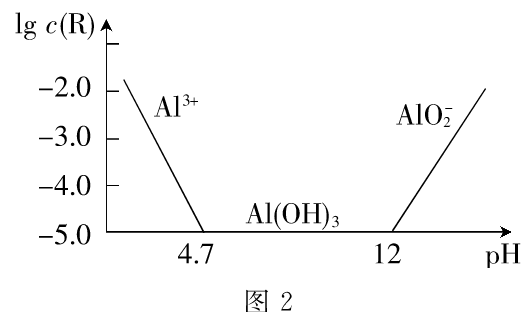 lg c(R)
−2.0
−3.0
−4.0
−5.0
Al³⁺
AlO₂⁻
Al(OH)₃
4.7
12
pH
图 2